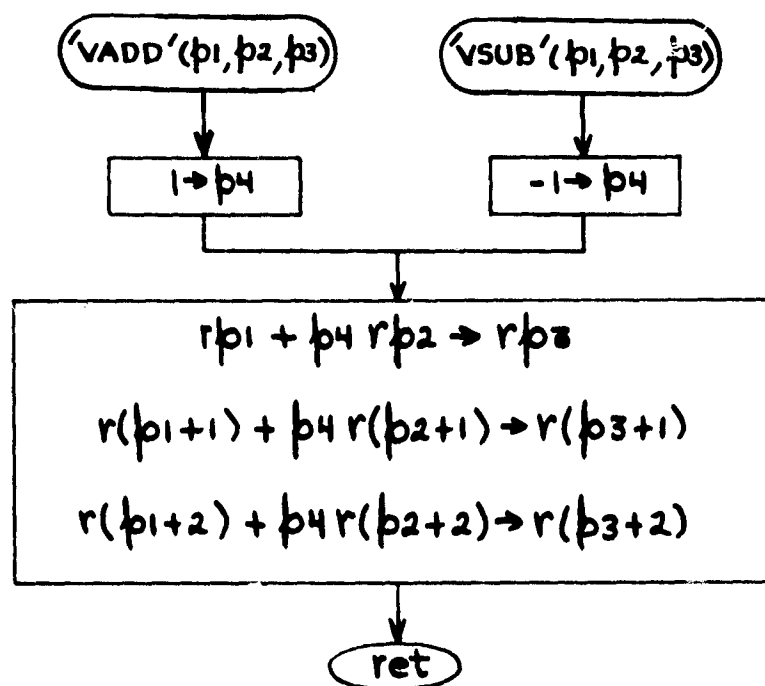 'VADD'(p1,p2,p3)
'VSUB'(p1,p2,p3)
1→p4
-1→p4
rp1 + p4 rp2 → rp3
r(p1+1) + p4 r(p2+1) → r(p3+1)
r(p1+2) + p4 r(p2+2) → r(p3+2)
ret